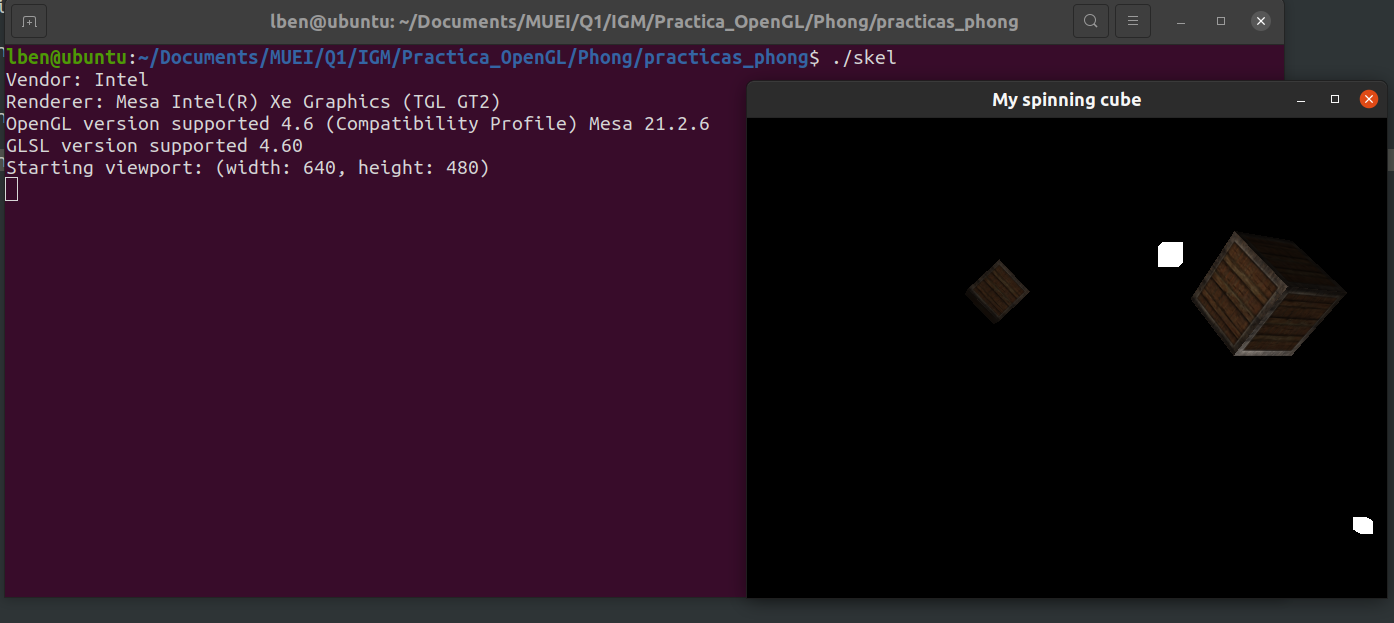 lben@ubuntu: ~/Documents/MUEI/Q1/IGM/Practica_OpenGL/Phong/practicas_phong
lben@ubuntu:~/Documents/MUEI/Q1/IGM/Practica_OpenGL/Phong/practicas_phong$ ./skel
Vendor: Intel
Renderer: Mesa Intel(R) Xe Graphics (TGL GT2)
OpenGL version supported 4.6 (Compatibility Profile) Mesa 21.2.6
GLSL version supported 4.60
Starting viewport: (width: 640, height: 480)
My spinning cube